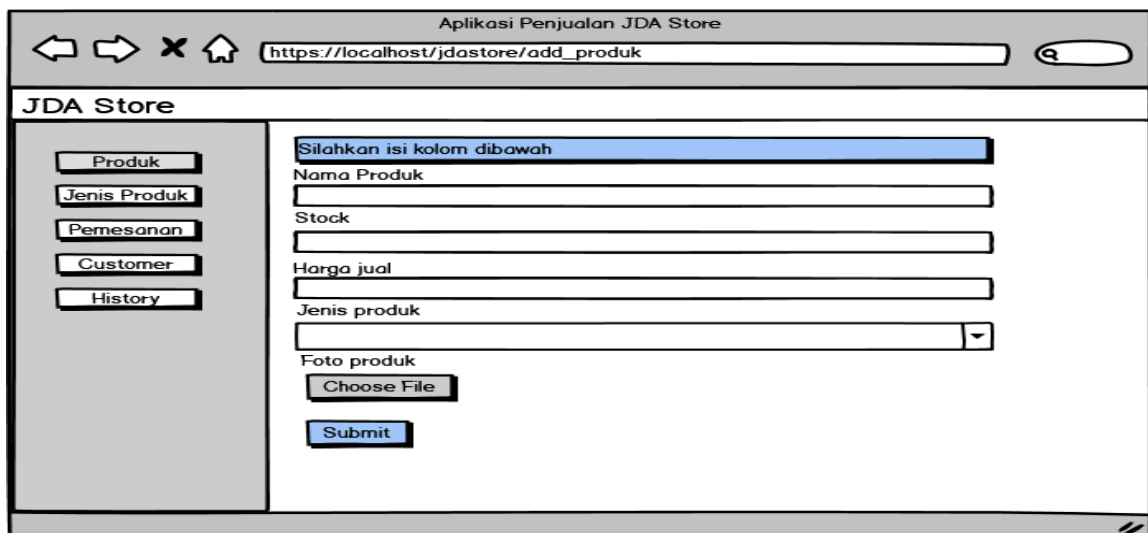 Aplikasi Penjualan JDA Store
https://localhost/jdastore/add_produk
JDA Store
Produk
Jenis Produk
Pemesanan
Customer
History
Silahkan isi kolom dibawah
Nama Produk
Stock
Harga jual
Jenis produk
Foto produk
Choose File
Submit